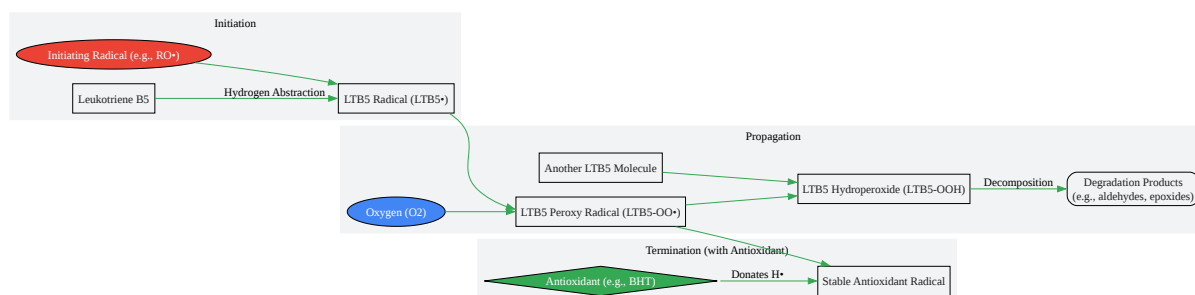 Initiation
Initiating Radical (e.g., RO•)
Leukotriene B5
Hydrogen Abstraction
LTB5 Radical (LTB5•)
Propagation
Another LTB5 Molecule
Oxygen (O2)
LTB5 Peroxy Radical (LTB5-OO•)
LTB5 Hydroperoxide (LTB5-OOH)
Decomposition
Degradation Products
(e.g., aldehydes, epoxides)
Termination (with Antioxidant)
Antioxidant (e.g., BHT)
Donates H•
Stable Antioxidant Radical